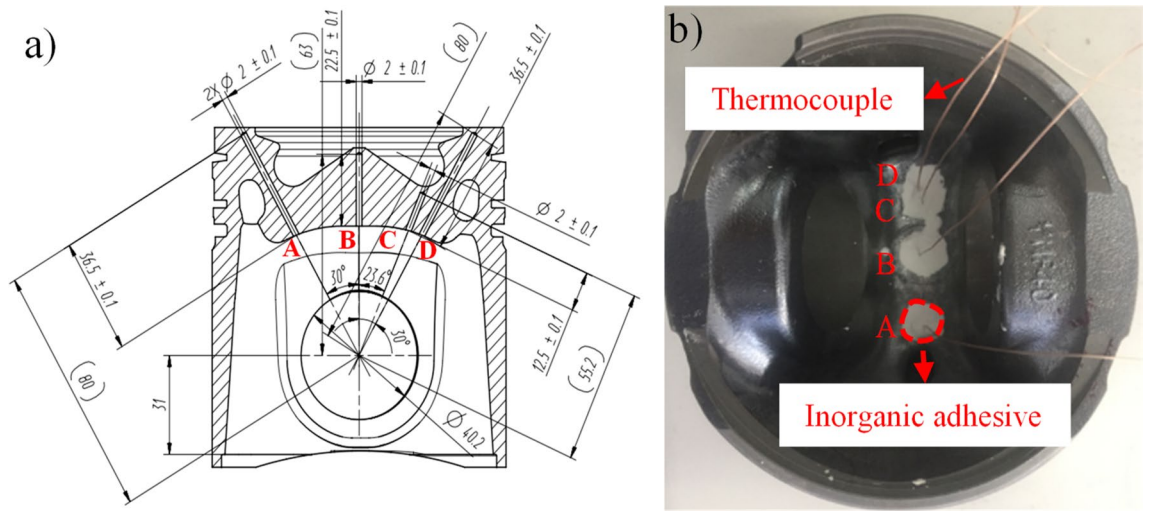 a)
2X Ø 2 ± 0.1
(63)
22.5 ± 0.1
Ø 2 ± 0.1
(80)
36.5 ± 0.1
Ø 2 ± 0.1
A
B
C
D
30°
23.6°
30°
36.5 ± 0.1
(80)
31
Ø 40.2
12.5 ± 0.1
(55.2)
b)
Thermocouple
D
C
B
A
Inorganic adhesive